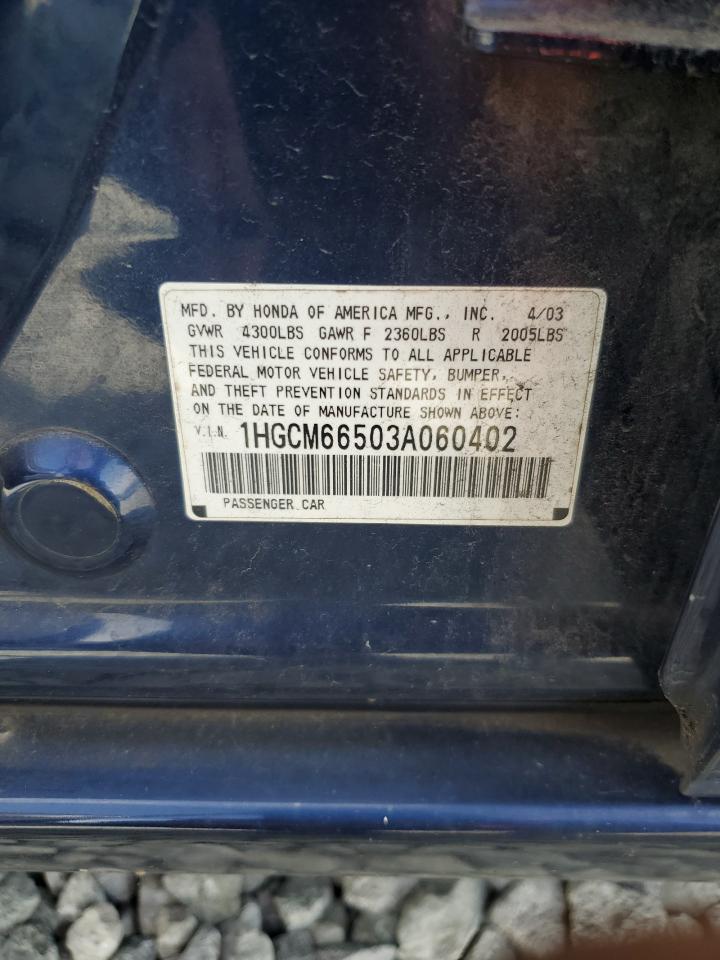 MFD. BY HONDA OF AMERICA MFG., INC. 4/03
GVWR 4300LBS GAWR F 2360LBS R 2005LBS
THIS VEHICLE CONFORMS TO ALL APPLICABLE
FEDERAL MOTOR VEHICLE SAFETY, BUMPER,
AND THEFT PREVENTION STANDARDS IN EFFECT
ON THE DATE OF MANUFACTURE SHOWN ABOVE:
V.I.N. 1HGCM66503A060402
PASSENGER CAR